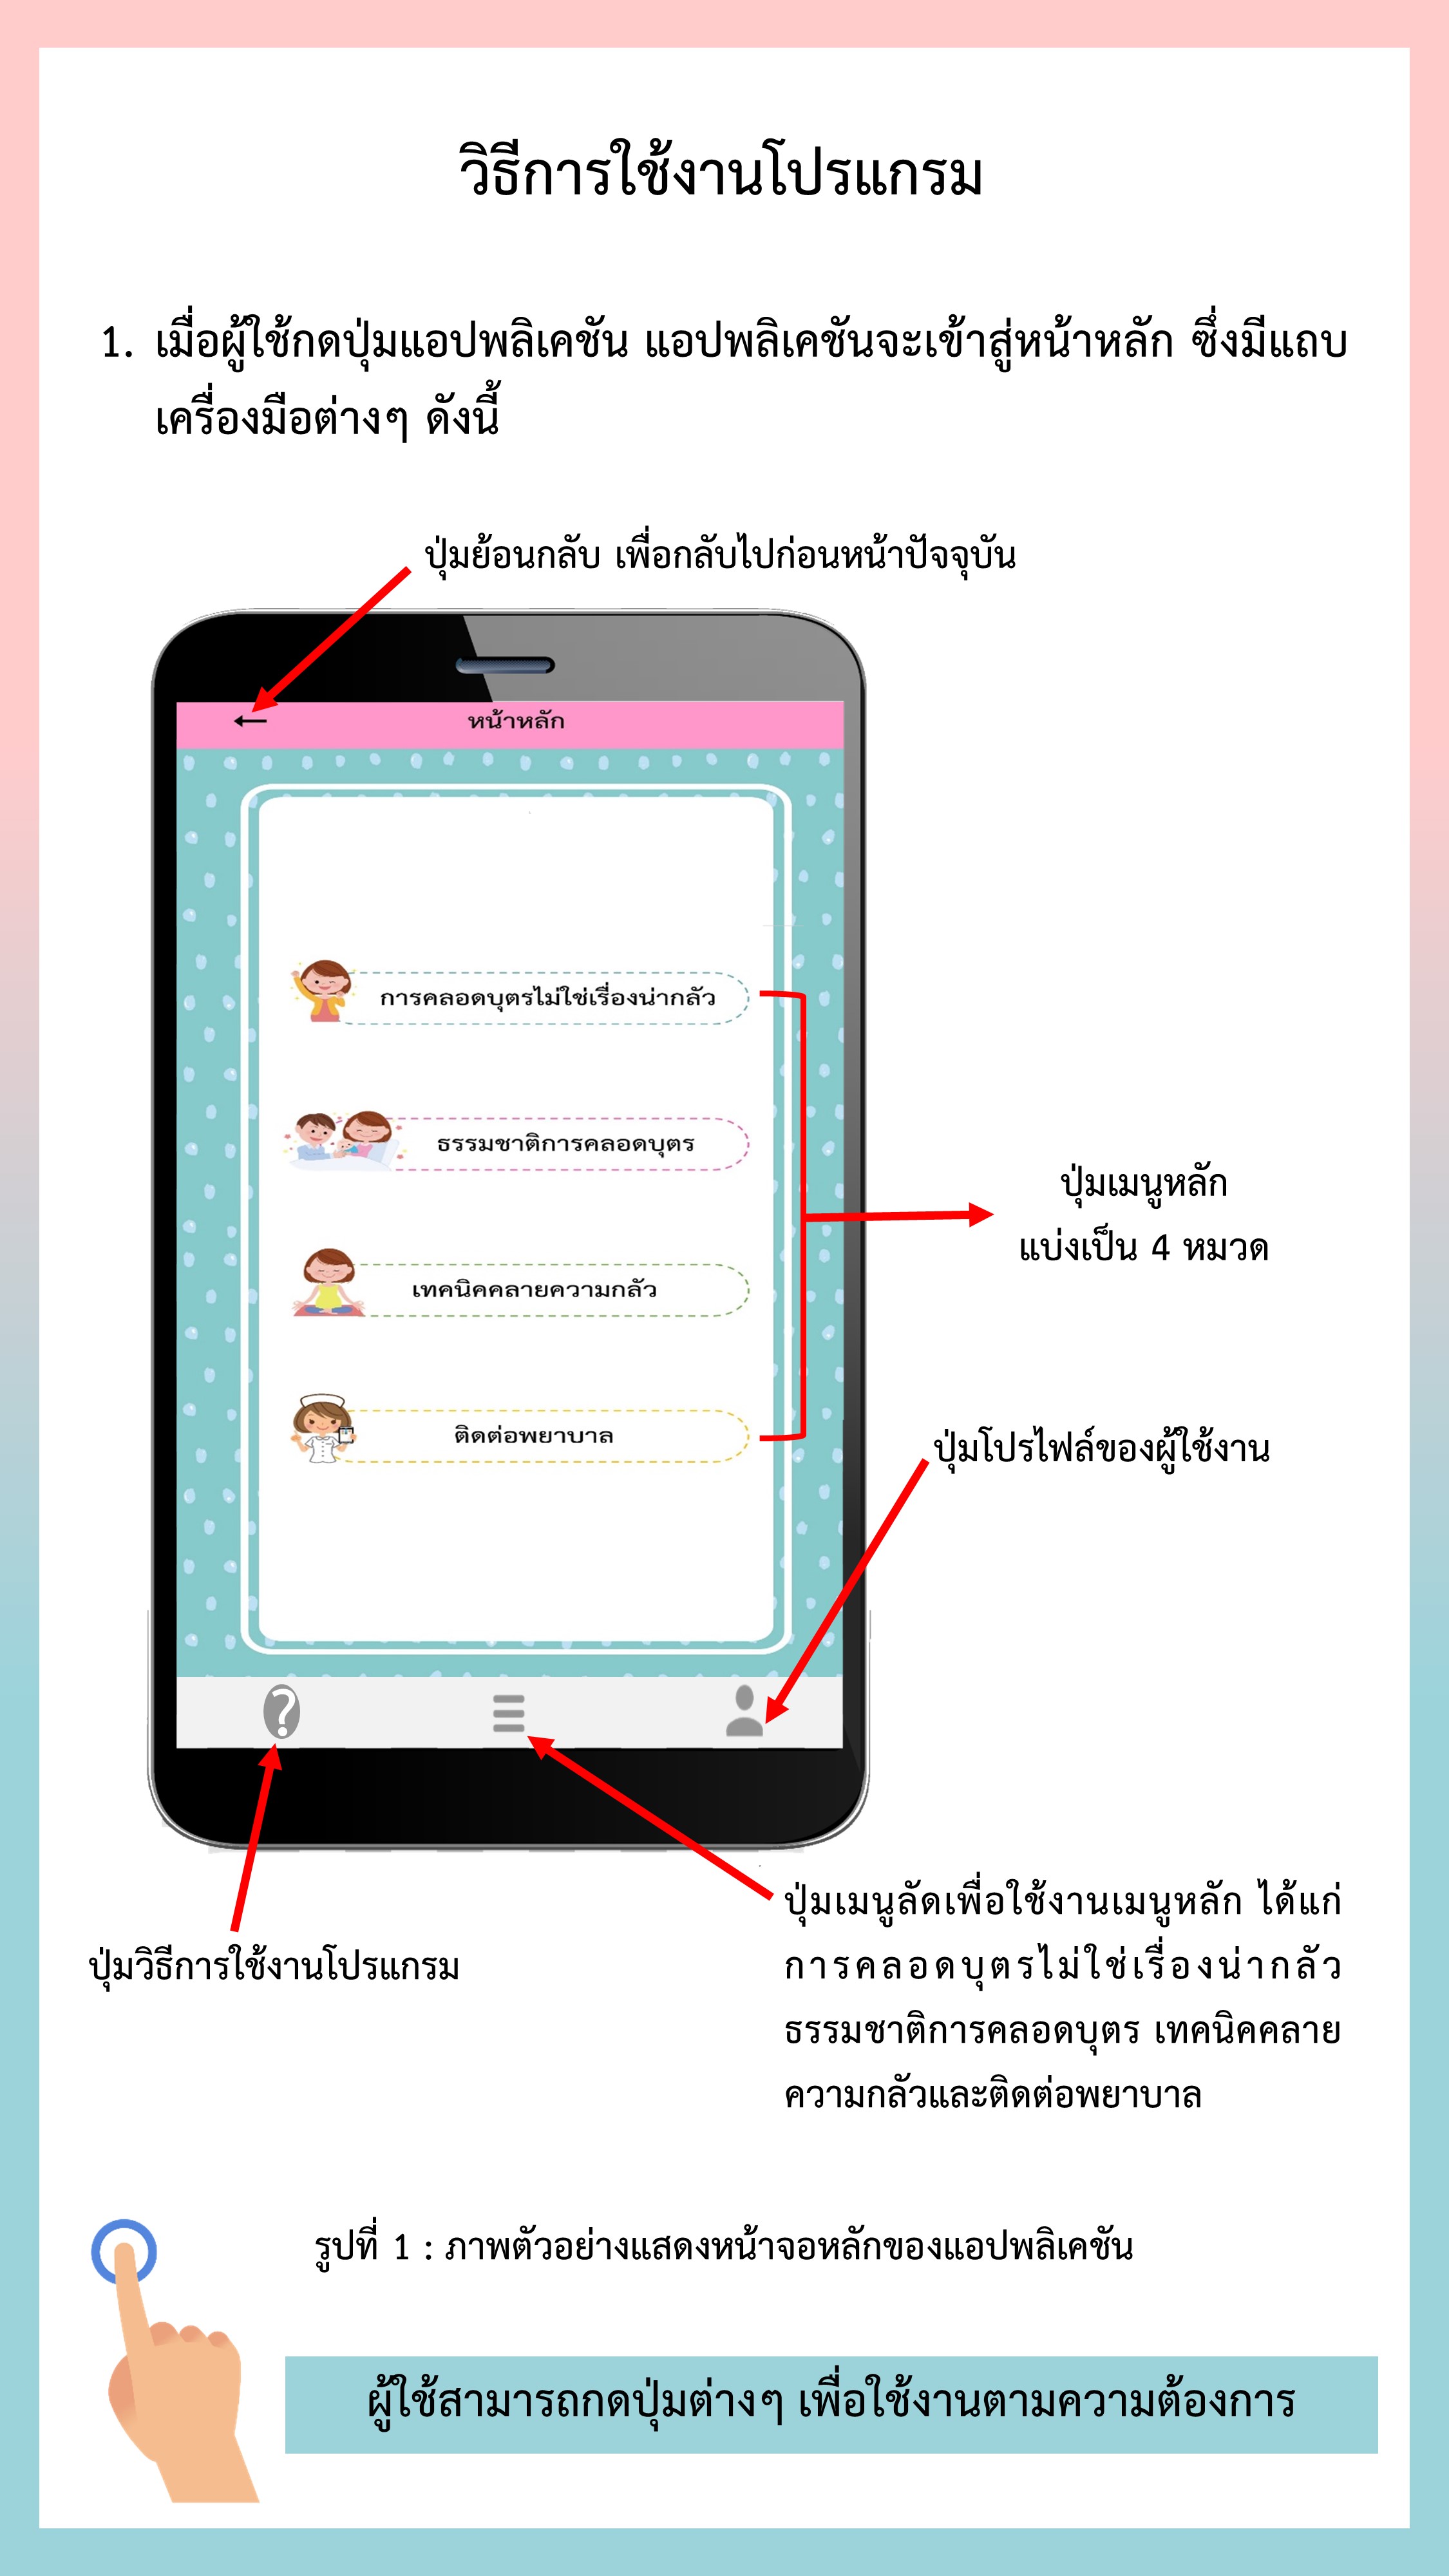 วิธีการใช้งานโปรแกรม
1. เมื่อผู้ใช้กดปุ่มแอปพลิเคชัน แอปพลิเคชันจะเข้าสู่หน้าหลัก ซึ่งมีแถบ
เครื่องมือต่างๆ ดังนี้
ปุ่มย้อนกลับ เพื่อกลับไปก่อนหน้าปัจจุบัน
หน้าหลัก
การคลอดบุตรไม่ใช่เรื่องน่ากลัว
ธรรมชาติการคลอดบุตร
ปุ่มเมนูหลัก
แบ่งเป็น 4 หมวด
เทคนิคคลายความกลัว
ติดต่อพยาบาล
ปุ่มโปรไฟล์ของผู้ใช้งาน
?
ปุ่มวิธีการใช้งานโปรแกรม
ปุ่มเมนูลัดเพื่อใช้งานเมนูหลัก ได้แก่
การคลอดบุตรไม่ใช่เรื่องน่ากลัว
ธรรมชาติการคลอดบุตร เทคนิคคลาย
ความกลัวและติดต่อพยาบาล
รูปที่ 1 : ภาพตัวอย่างแสดงหน้าจอหลักของแอปพลิเคชัน
ผู้ใช้สามารถกดปุ่มต่างๆ เพื่อใช้งานตามความต้องการ